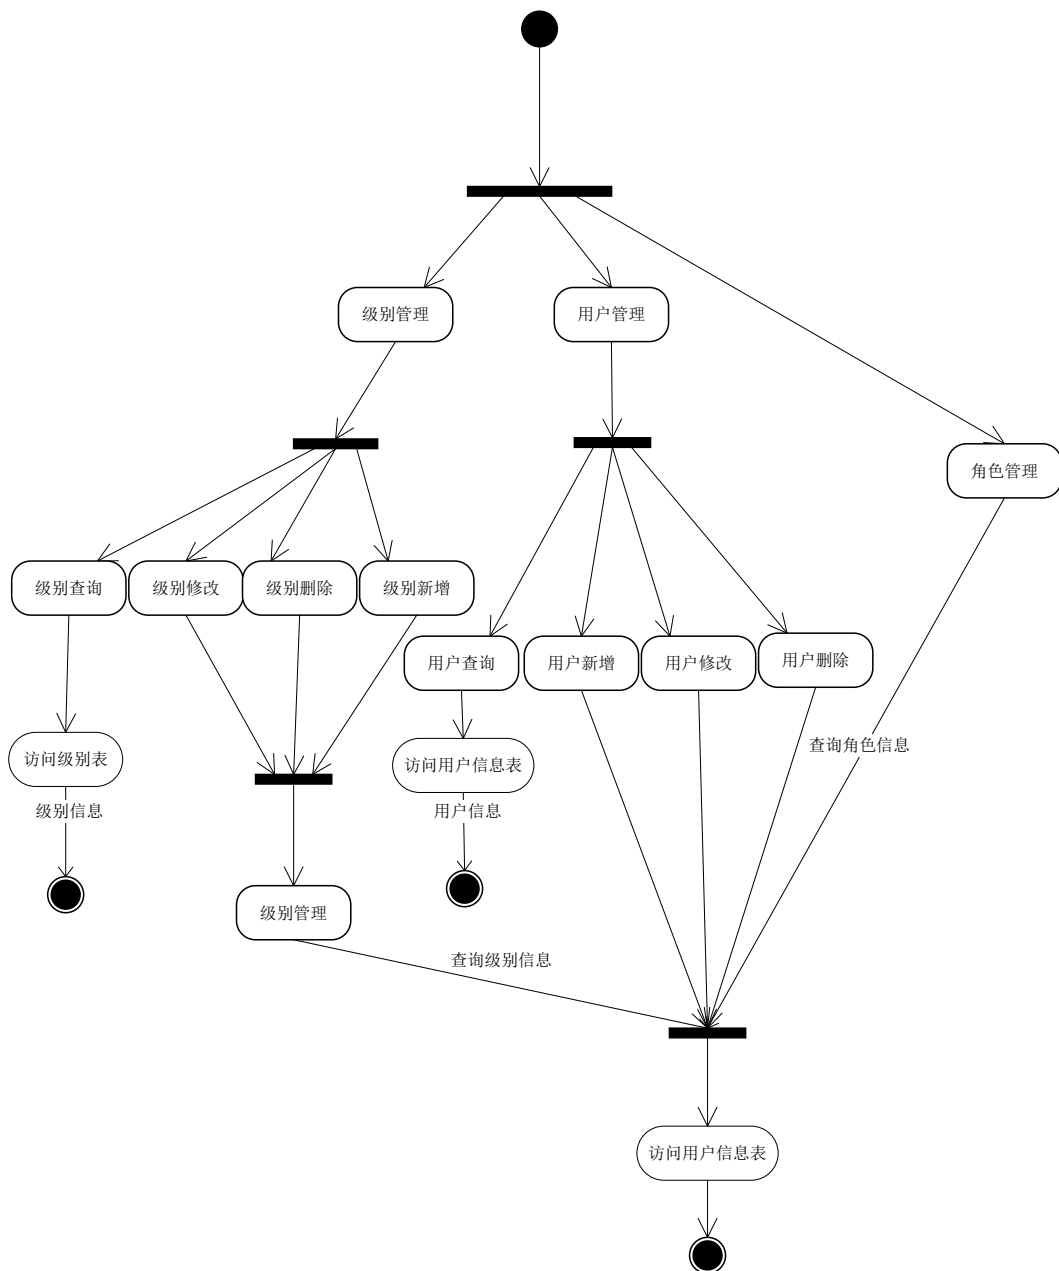 级别管理
用户管理
角色管理
级别查询
级别修改
级别删除
级别新增
用户查询
用户新增
用户修改
用户删除
查询角色信息
访问级别表
访问用户信息表
级别信息
用户信息
级别管理
查询级别信息
访问用户信息表